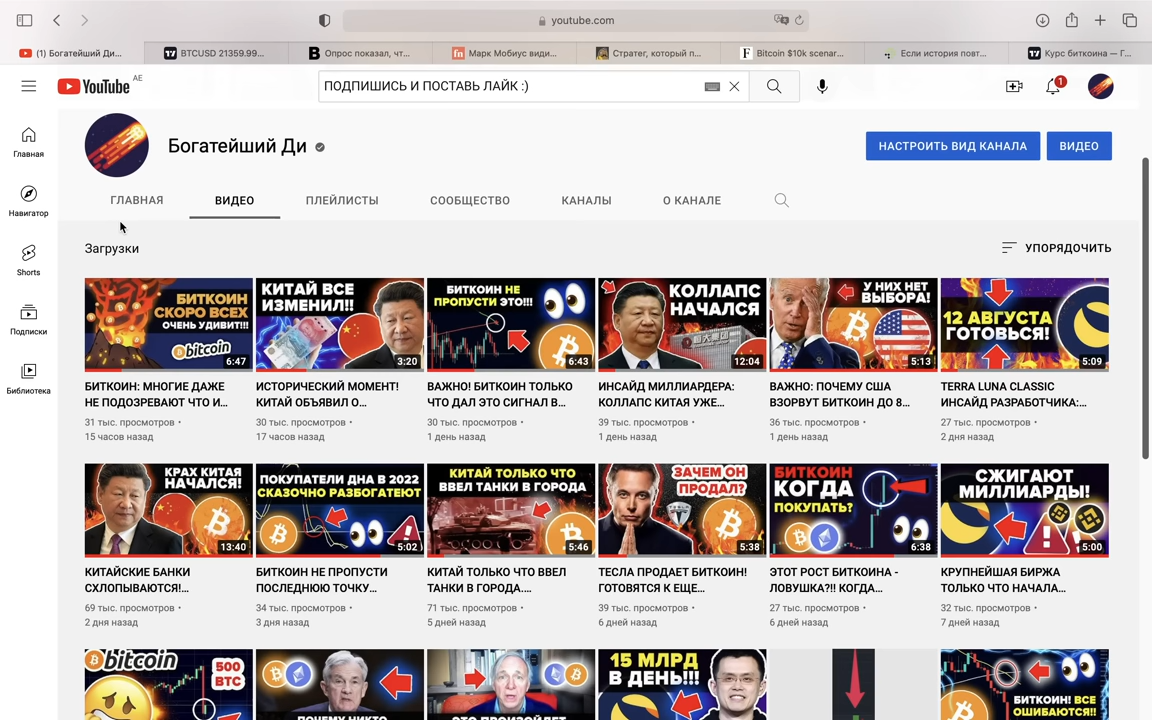 youtube.com
(1) Богатейший Ди...
BTCUSD 21359.99...
Опрос показал, чт...
Марк Мобиус види...
Стратег, который п...
Bitcoin $10k scenar...
Если история повт...
Курс биткоина — Г...
YouTube
AE
ПОДПИШИСЬ И ПОСТАВЬ ЛАЙК :)
1
Главная
Навигатор
Shorts
Подписки
Библиотека
Богатейший Ди
НАСТРОИТЬ ВИД КАНАЛА
ВИДЕО
ГЛАВНАЯ
ВИДЕО
ПЛЕЙЛИСТЫ
СООБЩЕСТВО
КАНАЛЫ
О КАНАЛЕ
Загрузки
УПОРЯДОЧИТЬ
БИТКОИН
СКОРО ВСЕХ
ОЧЕНЬ УДИВИТ!!!
bitcoin
6:47
БИТКОИН: МНОГИЕ ДАЖЕ
НЕ ПОДОЗРЕВАЮТ ЧТО И...
31 тыс. просмотров •
15 часов назад
КИТАЙ ВСЕ
ИЗМЕНИЛ!!
3:20
ИСТОРИЧЕСКИЙ МОМЕНТ!
КИТАЙ ОБЪЯВИЛ О...
30 тыс. просмотров •
17 часов назад
БИТКОИН НЕ
ПРОПУСТИ ЭТО!!!
6:43
ВАЖНО! БИТКОИН ТОЛЬКО
ЧТО ДАЛ ЭТО СИГНАЛ В...
30 тыс. просмотров •
1 день назад
КОЛЛАПС
НАЧАЛСЯ
12:04
ИНСАЙД МИЛЛИАРДЕРА:
КОЛЛАПС КИТАЯ УЖЕ...
39 тыс. просмотров •
1 день назад
У НИХ НЕТ
ВЫБОРА!
5:13
ВАЖНО: ПОЧЕМУ США
ВЗОРВУТ БИТКОИН ДО 8...
36 тыс. просмотров •
1 день назад
12 АВГУСТА
ГОТОВЬСЯ!
5:09
TERRA LUNA CLASSIC
ИНСАЙД РАЗРАБОТЧИКА:...
27 тыс. просмотров •
2 дня назад
КРАХ КИТАЯ
НАЧАЛСЯ!
13:40
КИТАЙСКИЕ БАНКИ
СХЛОПЫВАЮТСЯ!...
69 тыс. просмотров •
2 дня назад
ПОКУПАТЕЛИ ДНА В 2022
СКАЗОЧНО РАЗБОГАТЕЮТ
5:02
БИТКОИН НЕ ПРОПУСТИ
ПОСЛЕДНЮЮ ТОЧКУ...
34 тыс. просмотров •
3 дня назад
КИТАЙ ТОЛЬКО ЧТО
ВВЕЛ ТАНКИ В ГОРОДА
5:46
КИТАЙ ТОЛЬКО ЧТО ВВЕЛ
ТАНКИ В ГОРОДА....
71 тыс. просмотров •
5 дней назад
ЗАЧЕМ ОН
ПРОДАЛ?
5:38
ТЕСЛА ПРОДАЕТ БИТКОИН!
ГОТОВЯТСЯ К ЕЩЕ...
39 тыс. просмотров •
6 дней назад
БИТКОИН
КОГДА
ПОКУПАТЬ?
6:38
ЭТОТ РОСТ БИТКОИНА -
ЛОВУШКА?!! КОГДА...
27 тыс. просмотров •
6 дней назад
СЖИГАЮТ
МИЛЛИАРДЫ!
5:00
КРУПНЕЙШАЯ БИРЖА
ТОЛЬКО ЧТО НАЧАЛА...
32 тыс. просмотров •
7 дней назад
bitcoin
500
BTC
ПОЧЕМУ НИКТО
ЭТО ПРОИЗОЙДЕТ
15 МЛРД
В ДЕНЬ!!!
БИТКОИН! ВСЕ
ОШИБАЮТСЯ!!